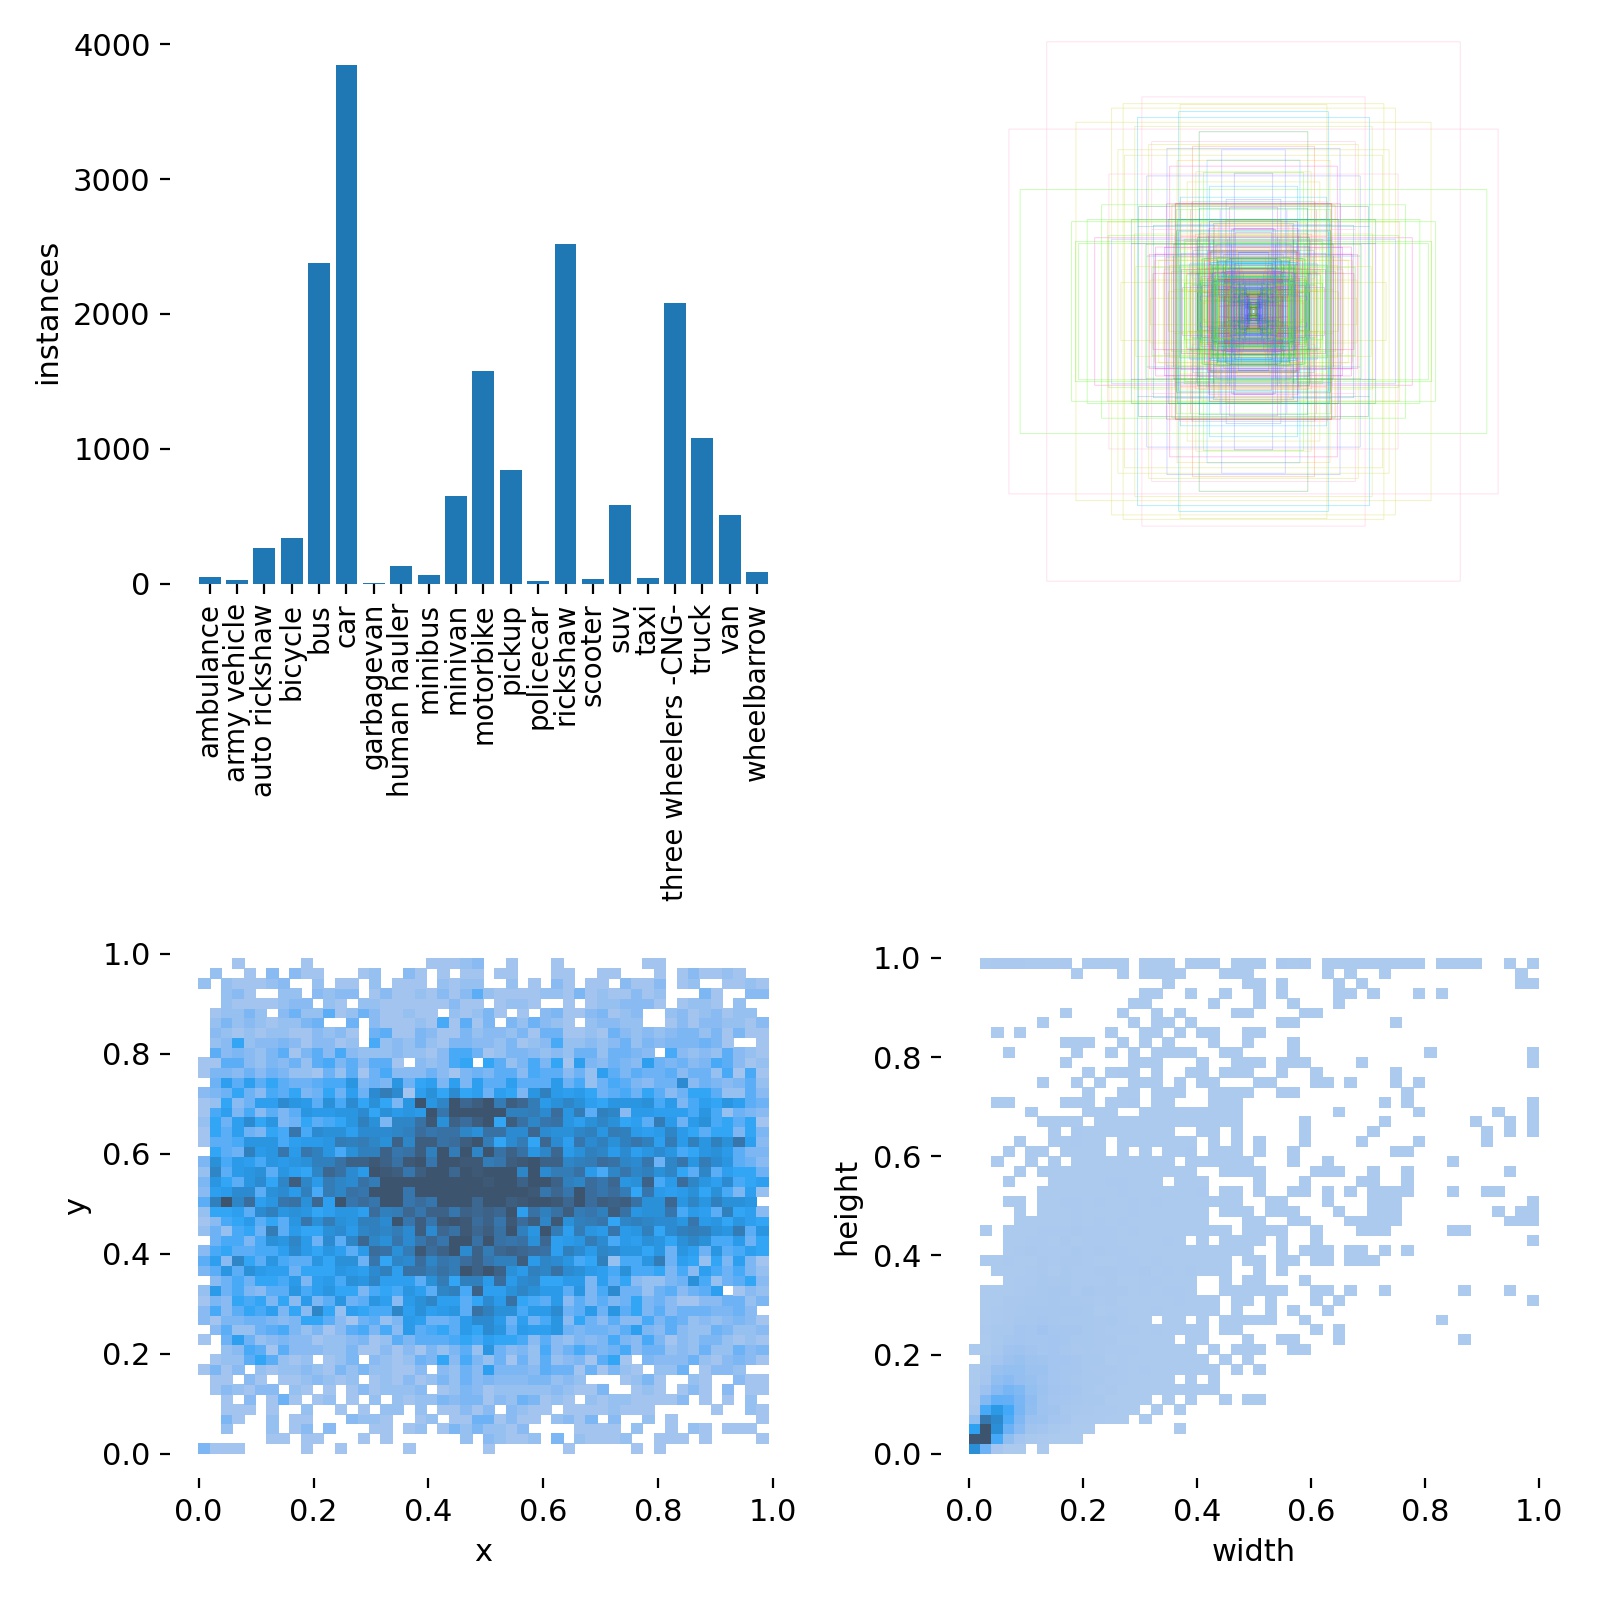 4000
3000
2000
1000
0
instances
ambulance
army vehicle
auto rickshaw
bicycle
bus
car
garbagevan
human hauler
minibus
minivan
motorbike
pickup
policecar
rickshaw
scooter
suv
taxi
three wheelers -CNG-
truck
van
wheelbarrow
1.0
0.8
0.6
0.4
0.2
0.0
y
0.0 0.2 0.4 0.6 0.8 1.0
x
1.0
0.8
0.6
0.4
0.2
0.0
height
0.0 0.2 0.4 0.6 0.8 1.0
width